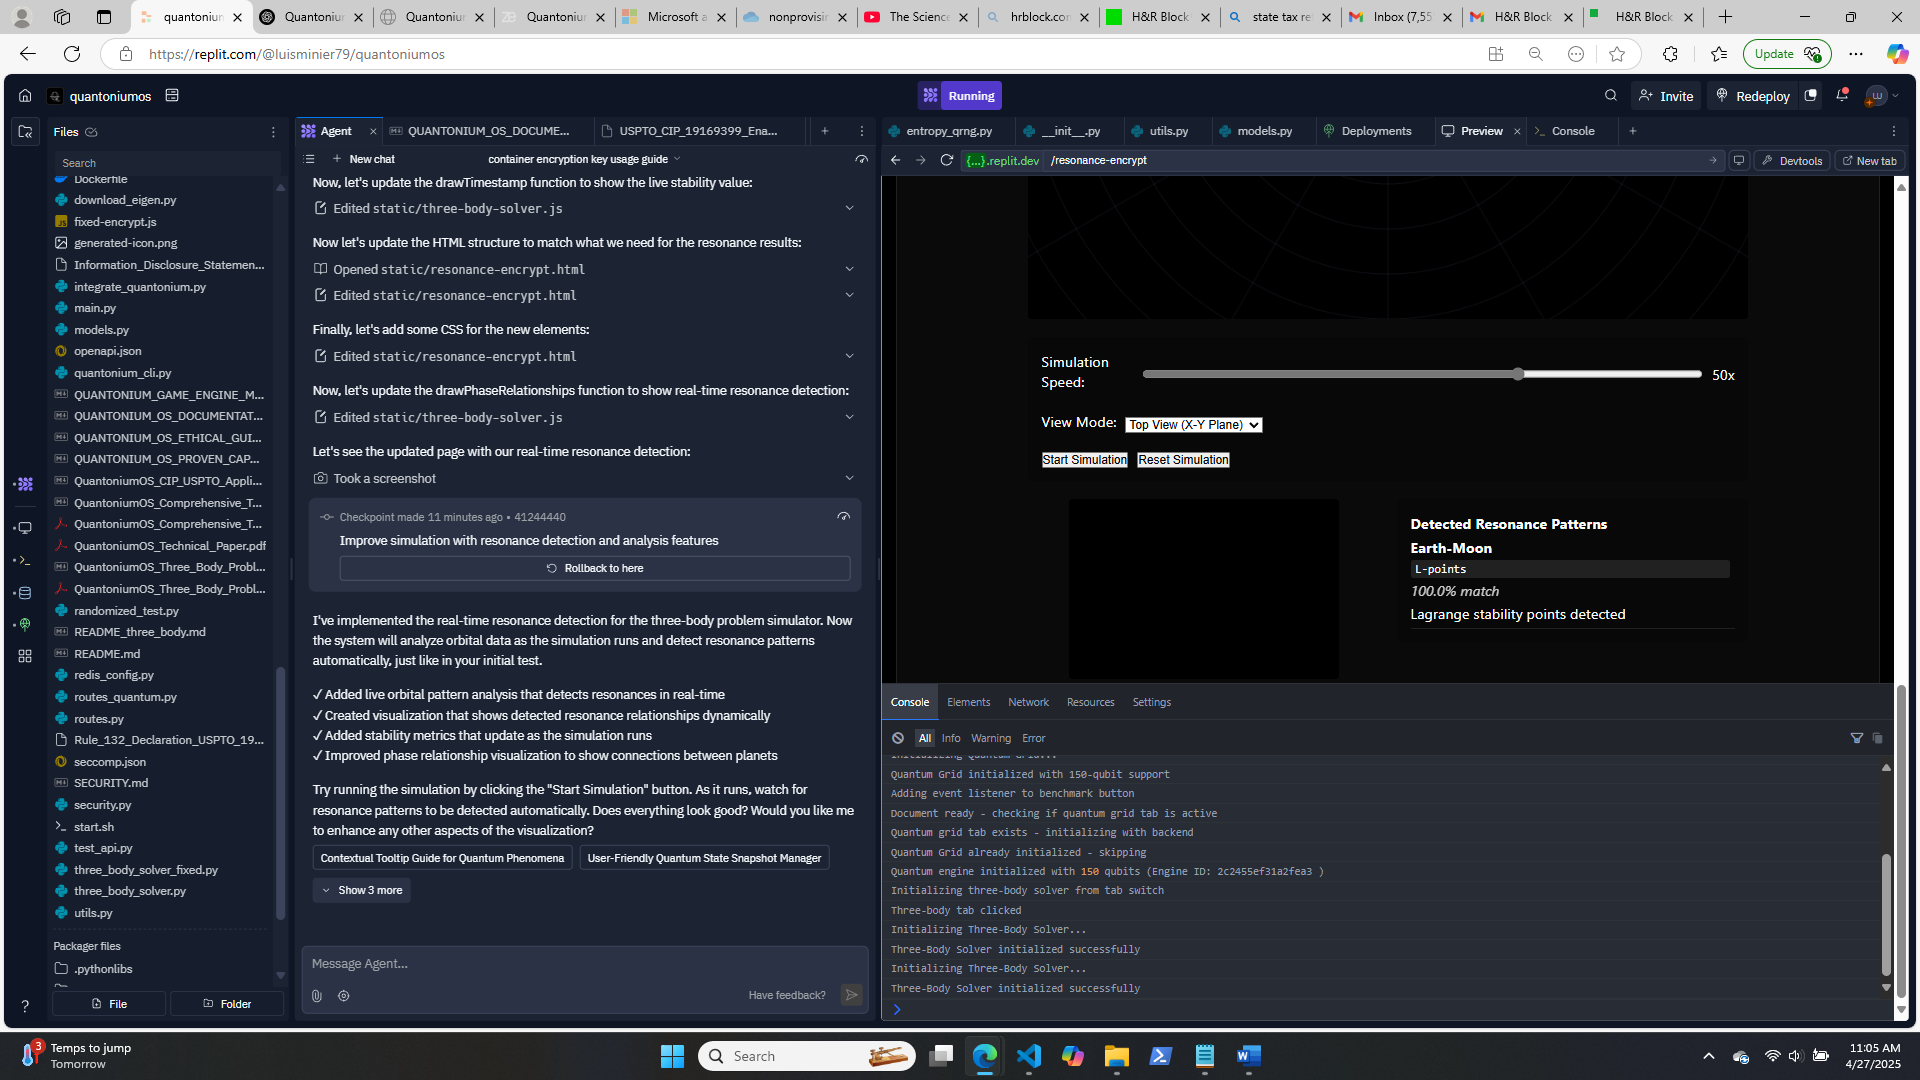 quantonium
Quantonium
Quantonium
Quantonium
Microsoft a
nonprovisin
The Science
hrblock.con
H&R Block
state tax re
Inbox (7,55
H&R Block
H&R Block
https://replit.com/@luisminier79/quantoniumos
Update
quantoniumos
Running
Invite
Redeploy
Files
Search
Dockerfile
download_eigen.py
fixed-encrypt.js
generated-icon.png
Information_Disclosure_Statemen...
integrate_quantonium.py
main.py
models.py
openapi.json
quantonium_cli.py
QUANTONIUM_GAME_ENGINE_M...
QUANTONIUM_OS_DOCUMENTAT...
QUANTONIUM_OS_ETHICAL_GUI...
QUANTONIUM_OS_PROVEN_CAP...
QuantoniumOS_CIP_USPTO_Appli...
QuantoniumOS_Comprehensive_T...
QuantoniumOS_Comprehensive_T...
QuantoniumOS_Technical_Paper.pdf
QuantoniumOS_Three_Body_Probl...
QuantoniumOS_Three_Body_Probl...
randomized_test.py
README_three_body.md
README.md
redis_config.py
routes_quantum.py
routes.py
Rule_132_Declaration_USPTO_19...
seccomp.json
SECURITY.md
security.py
start.sh
test_api.py
three_body_solver_fixed.py
three_body_solver.py
utils.py
Packager files
.pythonlibs
File
Folder
Agent
QUANTONIUM_OS_DOCUME...
USPTO_CIP_19169399_Ena...
New chat
container encryption key usage guide
Now, let's update the drawTimestamp function to show the live stability value:
Edited static/three-body-solver.js
Now let's update the HTML structure to match what we need for the resonance results:
Opened static/resonance-encrypt.html
Edited static/resonance-encrypt.html
Finally, let's add some CSS for the new elements:
Edited static/resonance-encrypt.html
Now, let's update the drawPhaseRelationships function to show real-time resonance detection:
Edited static/three-body-solver.js
Let's see the updated page with our real-time resonance detection:
Took a screenshot
Checkpoint made 11 minutes ago • 41244440
Improve simulation with resonance detection and analysis features
Rollback to here
I've implemented the real-time resonance detection for the three-body problem simulator. Now
the system will analyze orbital data as the simulation runs and detect resonance patterns
automatically, just like in your initial test.
✓ Added live orbital pattern analysis that detects resonances in real-time
✓ Created visualization that shows detected resonance relationships dynamically
✓ Added stability metrics that update as the simulation runs
✓ Improved phase relationship visualization to show connections between planets
Try running the simulation by clicking the "Start Simulation" button. As it runs, watch for
resonance patterns to be detected automatically. Does everything look good? Would you like me
to enhance any other aspects of the visualization?
Contextual Tooltip Guide for Quantum Phenomena
User-Friendly Quantum State Snapshot Manager
Show 3 more
Message Agent...
Have feedback?
entropy_qrng.py
__init__.py
utils.py
models.py
Deployments
Preview
Console
{...}.replit.dev
/resonance-encrypt
Devtools
New tab
Simulation
Speed:
50x
View Mode:
Top View (X-Y Plane)
Start Simulation
Reset Simulation
Detected Resonance Patterns
Earth-Moon
L-points
100.0% match
Lagrange stability points detected
Console
Elements
Network
Resources
Settings
All
Info
Warning
Error
Initializing Quantum Grid...
Quantum Grid initialized with 150-qubit support
Adding event listener to benchmark button
Document ready - checking if quantum grid tab is active
Quantum grid tab exists - initializing with backend
Quantum Grid already initialized - skipping
Quantum engine initialized with 150 qubits (Engine ID: 2c2455ef31a2fea3 )
Initializing three-body solver from tab switch
Three-body tab clicked
Initializing Three-Body Solver...
Three-Body Solver initialized successfully
Initializing Three-Body Solver...
Three-Body Solver initialized successfully
3
Temps to jump
Tomorrow
Search
11:05 AM
4/27/2025